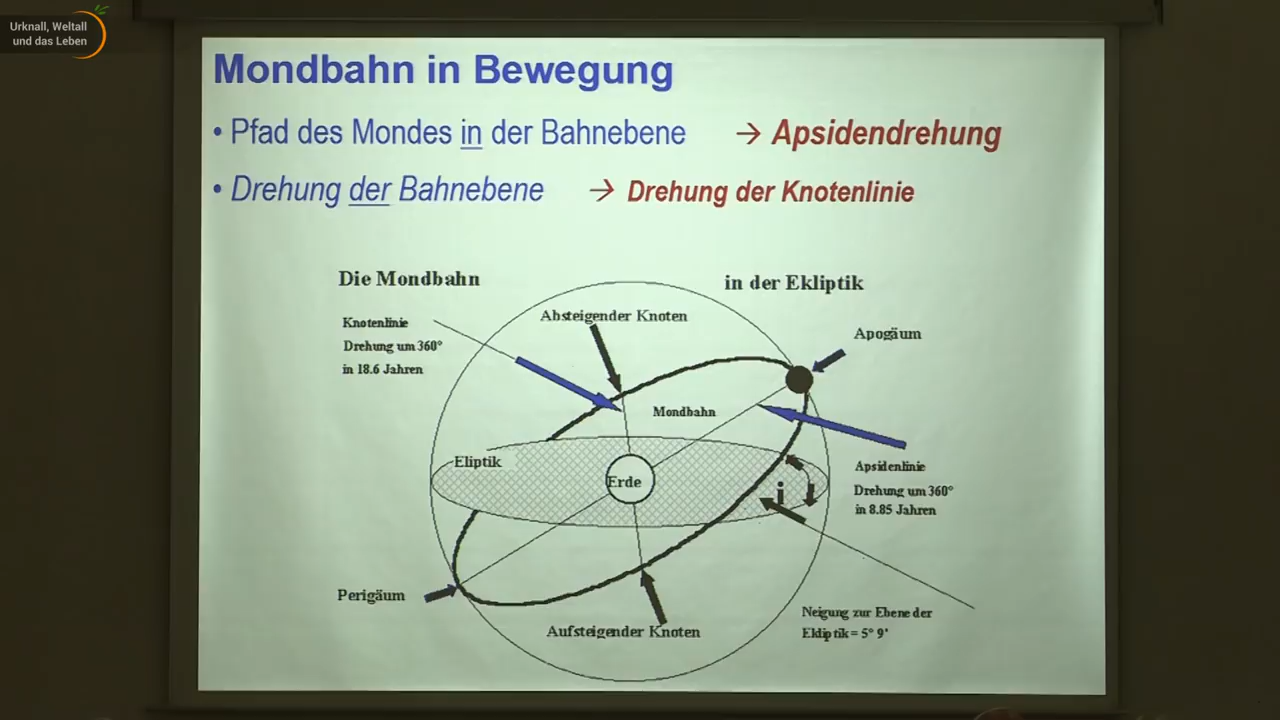 Urknall, Weltall
und das Leben
Mondbahn in Bewegung
• Pfad des Mondes in der Bahnebene → Apsidendrehung
• Drehung der Bahnebene → Drehung der Knotenlinie
Die Mondbahn in der Ekliptik
Knotenlinie
Drehung um 360°
in 18.6 Jahren
Absteigender Knoten
Apogäum
Mondbahn
Eliptik
Erde
i
Apsidenlinie
Drehung um 360°
in 8.85 Jahren
Perigäum
Aufsteigender Knoten
Neigung zur Ebene der
Ekliptik = 5° 9'